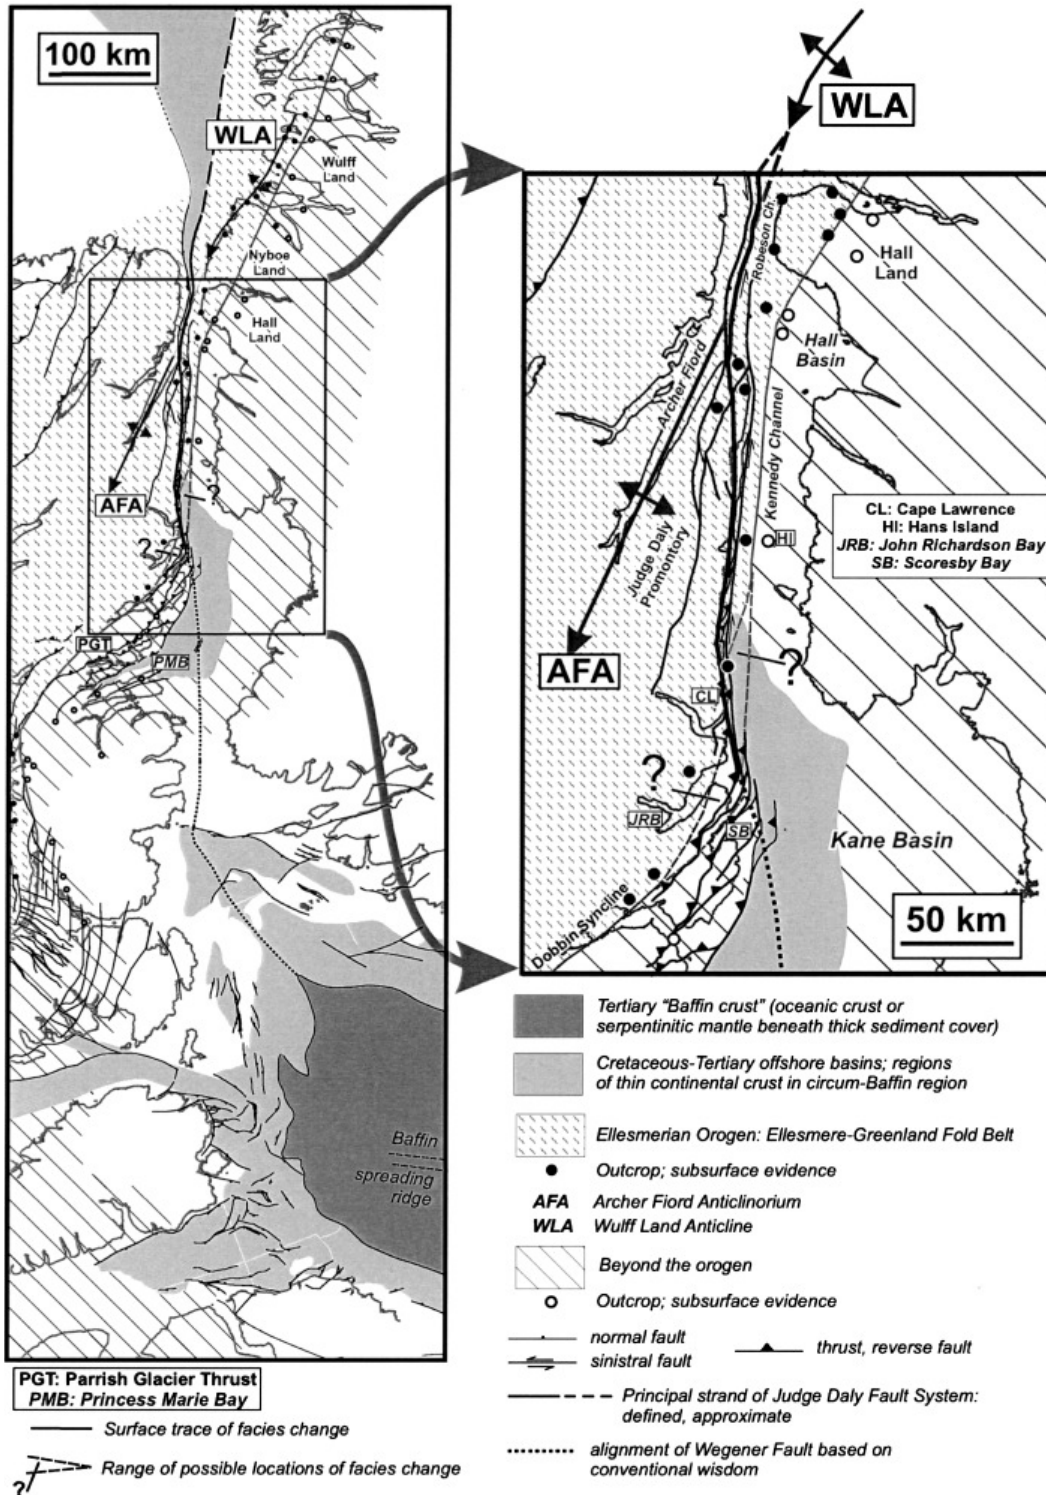 100 km
WLA
Wulff
Land
Nyboe
Land
Hall
Land
AFA
?
?
PGT
PMB
Baffin
spreading
ridge
WLA
Robeson Ch.
Hall
Land
Hall
Basin
Archer Fiord
Kennedy Channel
CL: Cape Lawrence
HI: Hans Island
JRB: John Richardson Bay
SB: Scoresby Bay
HI
Judge Daly
Promontory
AFA
?
CL
?
JRB
SB
Kane Basin
Dobbin Syncline
50 km
Tertiary “Baffin crust” (oceanic crust or
serpentinitic mantle beneath thick sediment cover)
Cretaceous-Tertiary offshore basins; regions
of thin continental crust in circum-Baffin region
Ellesmerian Orogen: Ellesmere-Greenland Fold Belt
Outcrop; subsurface evidence
AFA Archer Fiord Anticlinorium
WLA Wulff Land Anticline
Beyond the orogen
Outcrop; subsurface evidence
normal fault
thrust, reverse fault
sinistral fault
Principal strand of Judge Daly Fault System:
defined, approximate
alignment of Wegener Fault based on
conventional wisdom
PGT: Parrish Glacier Thrust
PMB: Princess Marie Bay
Surface trace of facies change
Range of possible locations of facies change
?